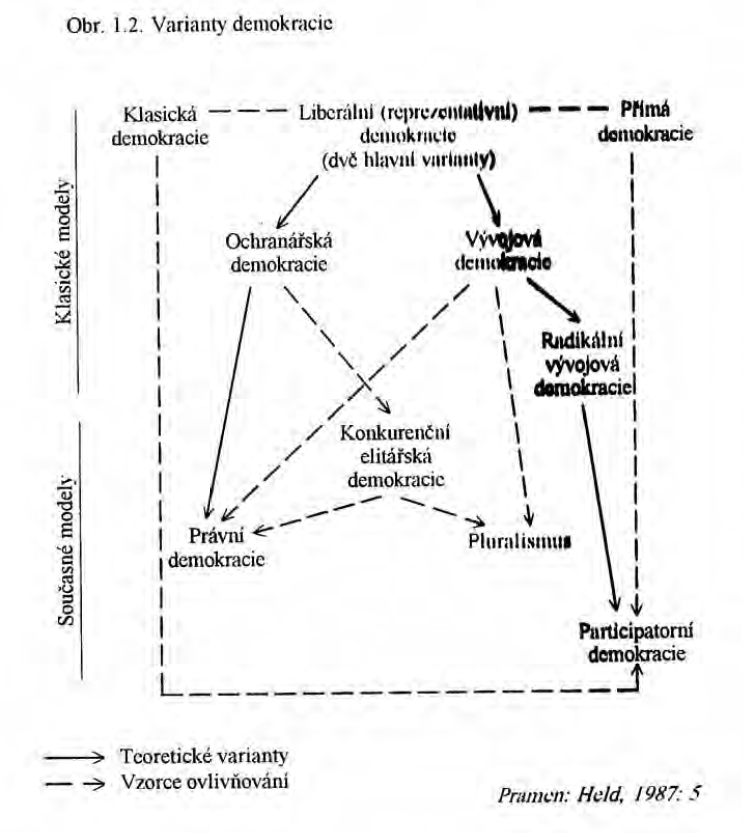 Obr. 1.2. Varianty demokracie
Klasická
demokracie
Liberální (reprezentativní)
demokracie
(dvě hlavní varianty)
Přímá
demokracie
Klasické modely
Ochranářská
demokracie
Vývojová
demokracie
Radikální
vývojová
demokracie
Současné modely
Konkurenční
elitářská
demokracie
Právní
demokracie
Pluralismus
Participatorní
demokracie
Teoretické varianty
Vzorce ovlivňování
Pramen: Held, 1987: 5